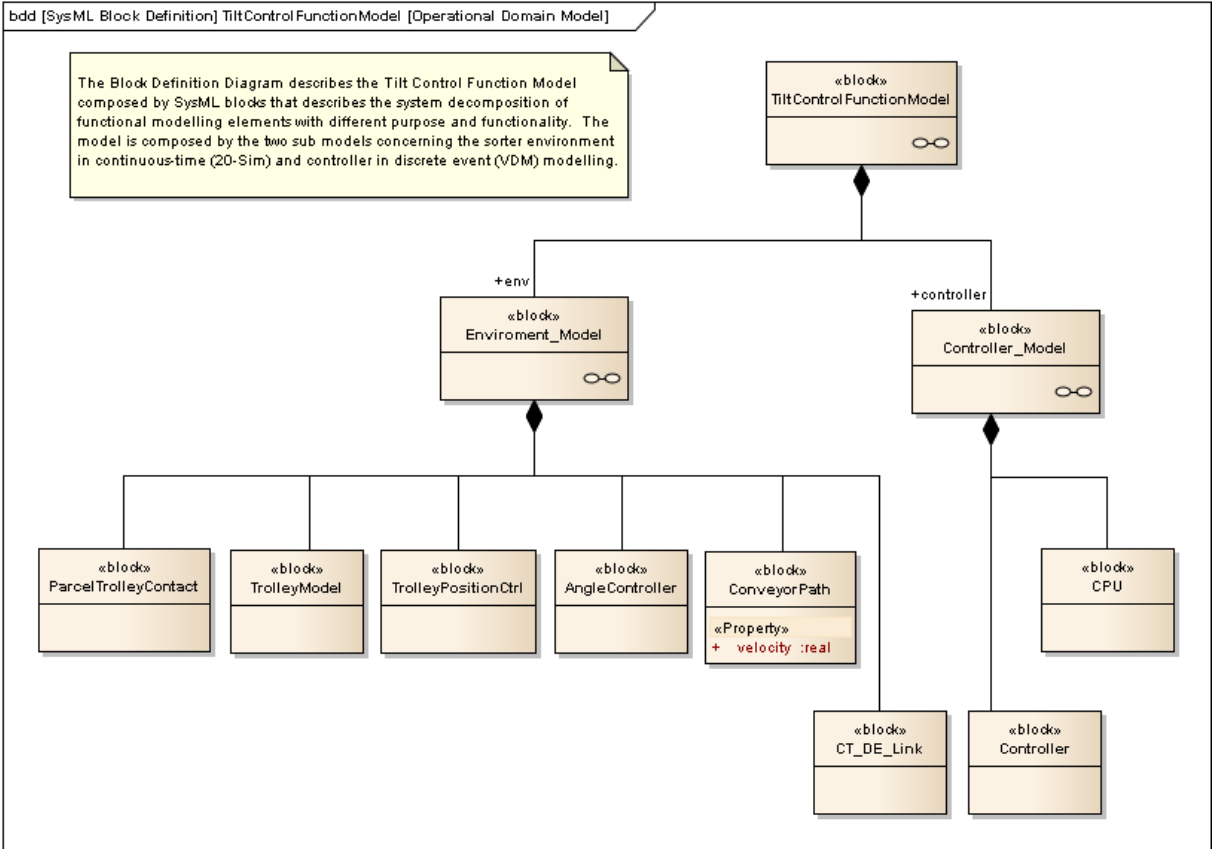 bdd [SysML Block Definition] TiltControlFunctionModel [Operational Domain Model]
The Block Definition Diagram describes the Tilt Control Function Model
composed by SysML blocks that describes the system decomposition of
functional modelling elements with different purpose and functionality. The
model is composed by the two sub models concerning the sorter environment
in continuous-time (20-Sim) and controller in discrete event (VDM) modelling.
«block»
TiltControlFunctionModel
+env
+controller
«block»
Enviroment_Model
«block»
Controller_Model
«block»
ParcelTrolleyContact
«block»
TrolleyModel
«block»
TrolleyPositionCtrl
«block»
AngleController
«block»
ConveyorPath
«Property»
+ velocity :real
«block»
CPU
«block»
CT_DE_Link
«block»
Controller